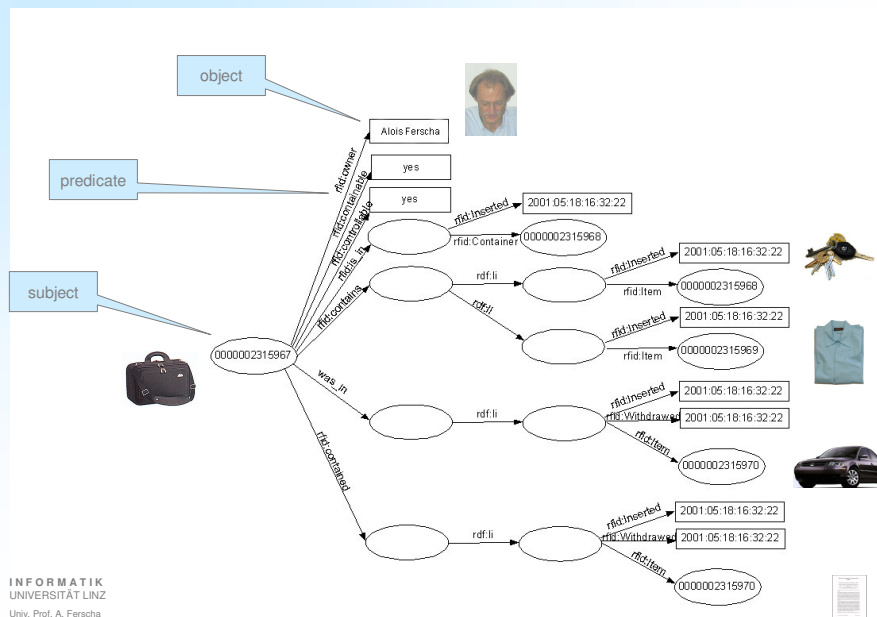 object
Alois Ferscha
rfid:owner
yes
rfid:containable
predicate
yes
rfid:controllable
rfid:Inserted
2001:05:18:16:32:22
rfid:is_in
rfid:Container
0000002315968
rfid:Inserted
2001:05:18:16:32:22
rdf:li
rfid:contains
rfid:Item
0000002315968
subject
rdf:li
rfid:Inserted
2001:05:18:16:32:22
0000002315967
rfid:Item
0000002315969
was_in
rfid:Inserted
2001:05:18:16:32:22
rdf:li
rfid:Withdrawed
2001:05:18:16:32:22
rfid:contained
rfid:Item
0000002315970
rfid:Inserted
2001:05:18:16:32:22
rdf:li
rfid:Withdrawed
2001:05:18:16:32:22
rfid:Item
0000002315970
INFORMATIK
UNIVERSITÄT LINZ
Univ. Prof. A. Ferscha